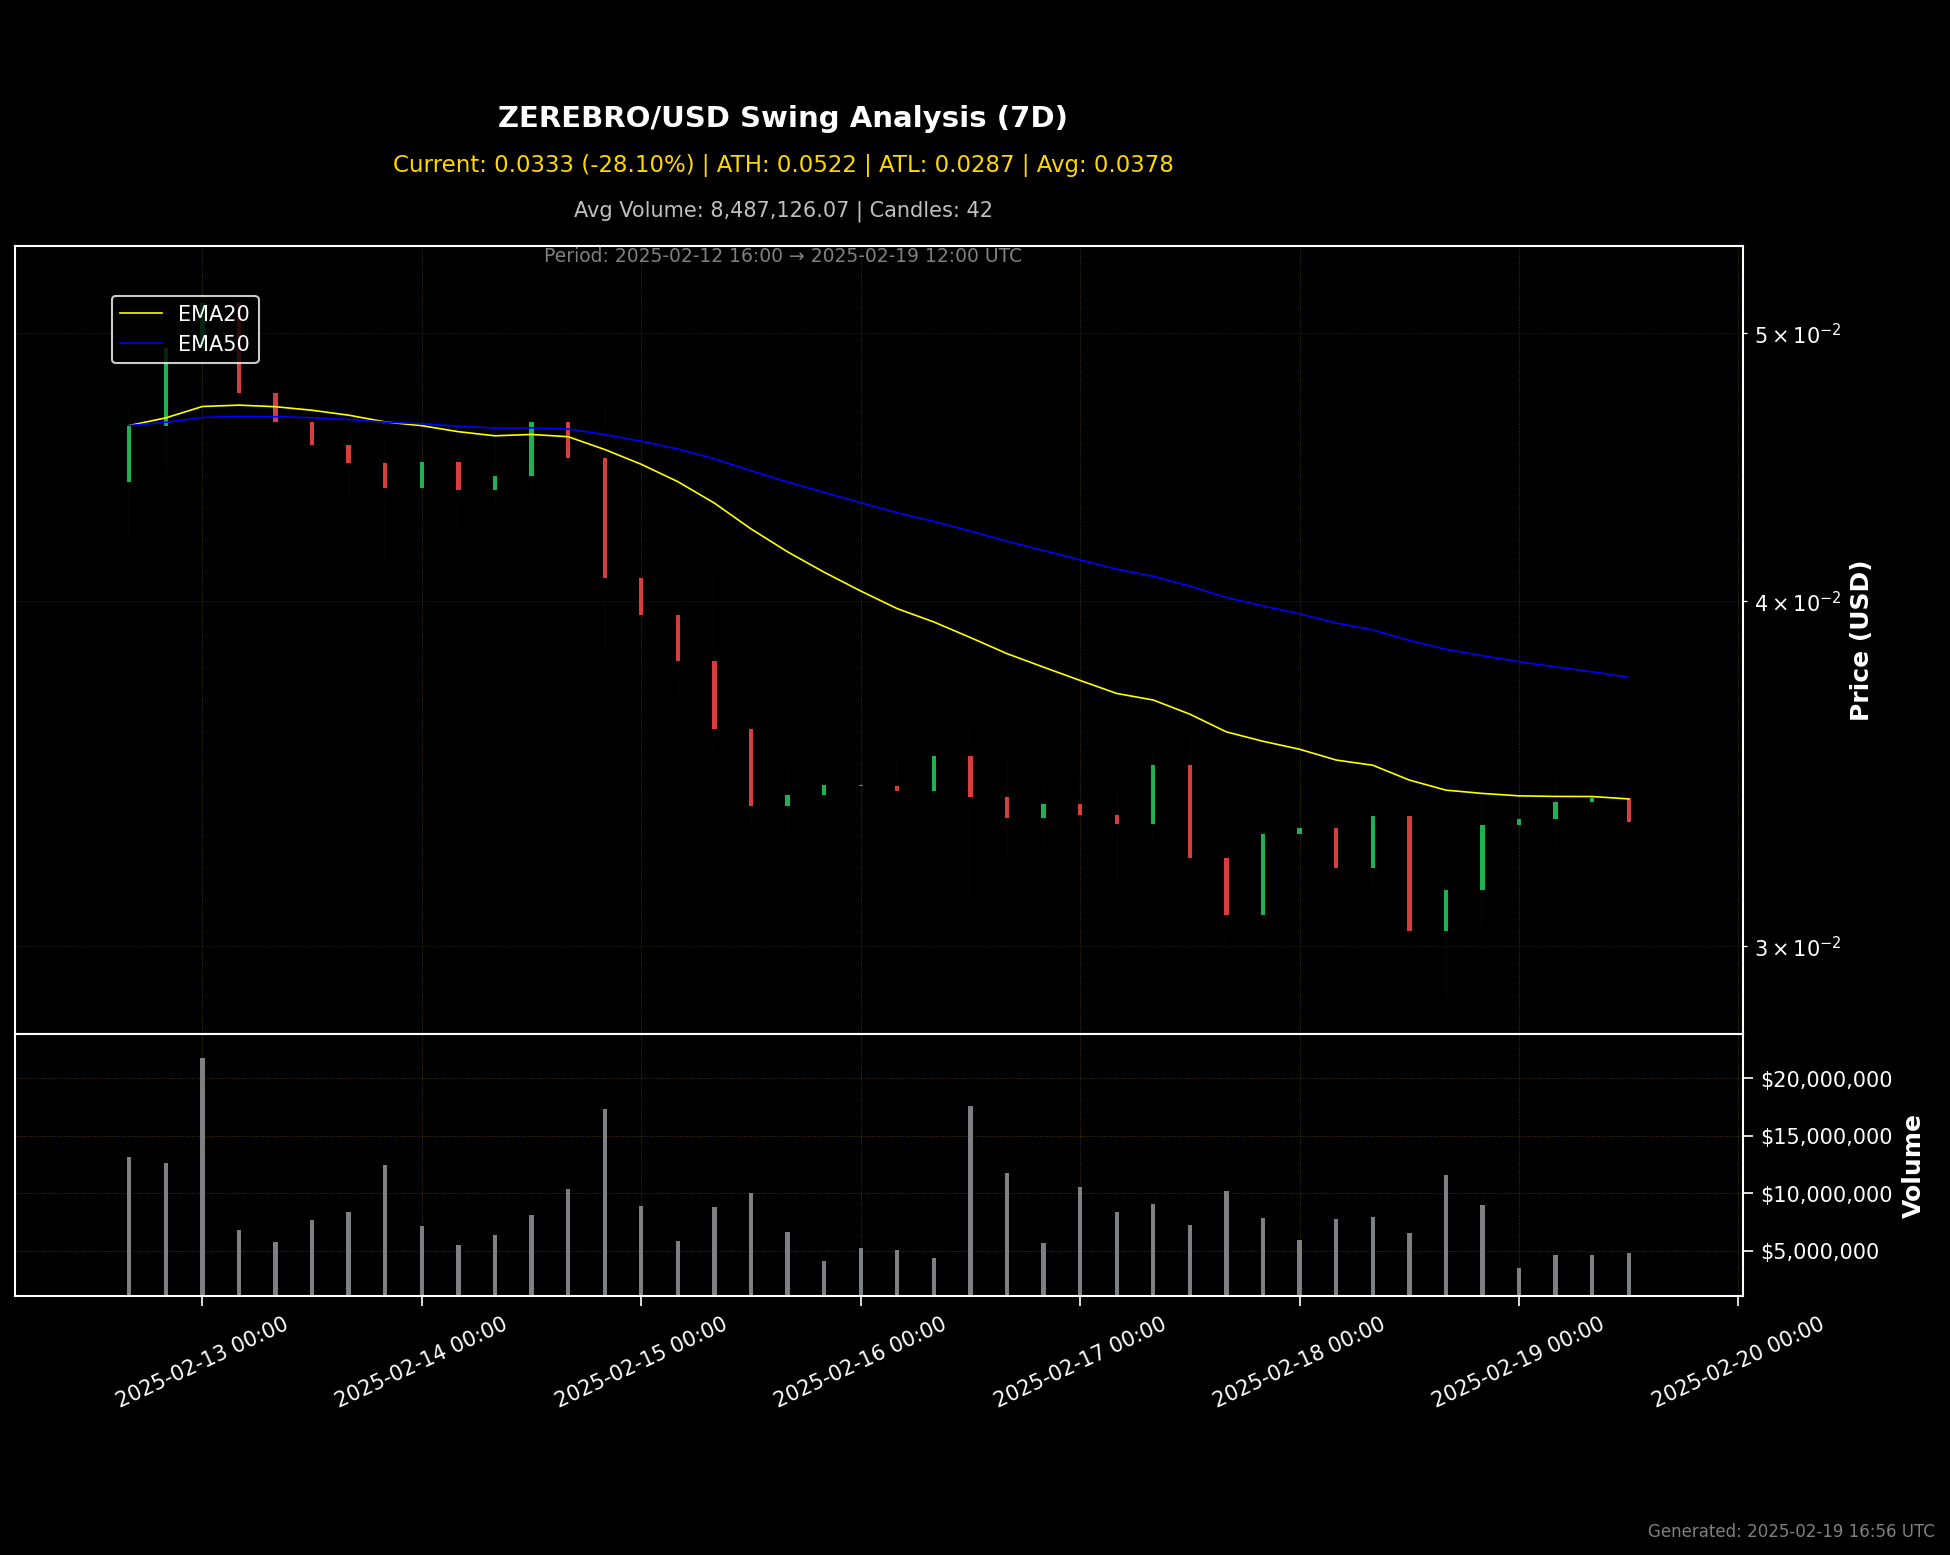 ZEREBRO/USD Swing Analysis (7D)
Current: 0.0333 (-28.10%) | ATH: 0.0522 | ATL: 0.0287 | Avg: 0.0378
Avg Volume: 8,487,126.07 | Candles: 42
Period: 2025-02-12 16:00 → 2025-02-19 12:00 UTC
EMA20
EMA50
5 × 10⁻²
4 × 10⁻²
3 × 10⁻²
Price (USD)
$20,000,000
$15,000,000
$10,000,000
$5,000,000
Volume
2025-02-13 00:00
2025-02-14 00:00
2025-02-15 00:00
2025-02-16 00:00
2025-02-17 00:00
2025-02-18 00:00
2025-02-19 00:00
2025-02-20 00:00
Generated: 2025-02-19 16:56 UTC